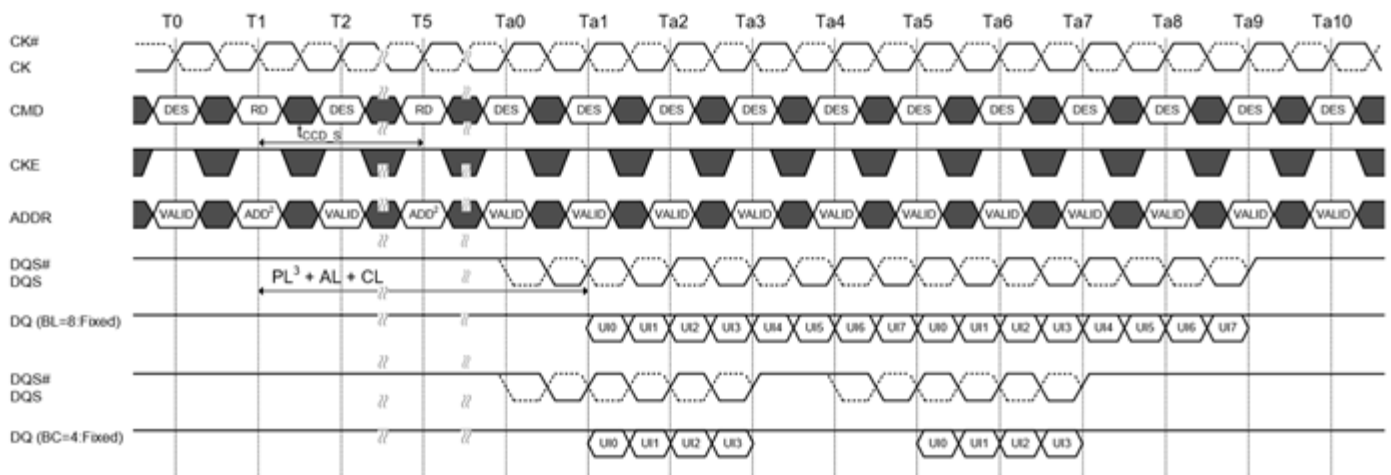 T0 T1 T2 T5 Ta0 Ta1 Ta2 Ta3 Ta4 Ta5 Ta6 Ta7 Ta8 Ta9 Ta10
CK#
CK
CMD DES RD DES RD DES DES DES DES DES DES DES DES DES DES DES
tCCD_S
CKE
ADDR VALID ADD² VALID ADD² VALID VALID VALID VALID VALID VALID VALID VALID VALID VALID VALID
DQS#
DQS
PL³ + AL + CL
DQ (BL=8:Fixed) UI0 UI1 UI2 UI3 UI4 UI5 UI6 UI7 UI0 UI1 UI2 UI3 UI4 UI5 UI6 UI7
DQS#
DQS
DQ (BC=4:Fixed) UI0 UI1 UI2 UI3 UI0 UI1 UI2 UI3